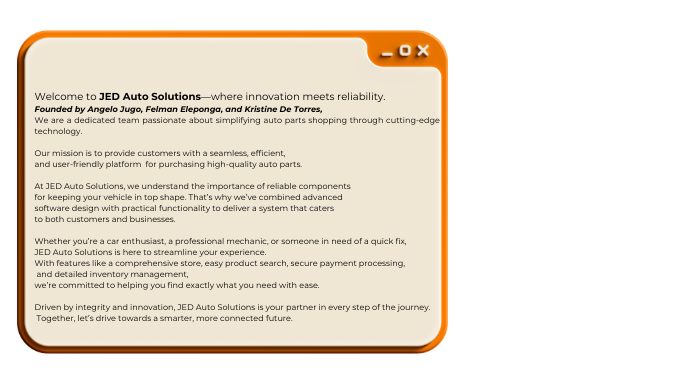 Welcome to JED Auto Solutions—where innovation meets reliability.
Founded by Angelo Jugo, Felman Eleponga, and Kristine De Torres,
We are a dedicated team passionate about simplifying auto parts shopping through cutting-edge
technology.
Our mission is to provide customers with a seamless, efficient,
and user-friendly platform for purchasing high-quality auto parts.
At JED Auto Solutions, we understand the importance of reliable components
for keeping your vehicle in top shape. That's why we've combined advanced
software design with practical functionality to deliver a system that caters
to both customers and businesses.
Whether you're a car enthusiast, a professional mechanic, or someone in need of a quick fix,
JED Auto Solutions is here to streamline your experience.
With features like a comprehensive store, easy product search, secure payment processing,
and detailed inventory management,
we're committed to helping you find exactly what you need with ease.
Driven by integrity and innovation, JED Auto Solutions is your partner in every step of the journey.
Together, let's drive towards a smarter, more connected future.